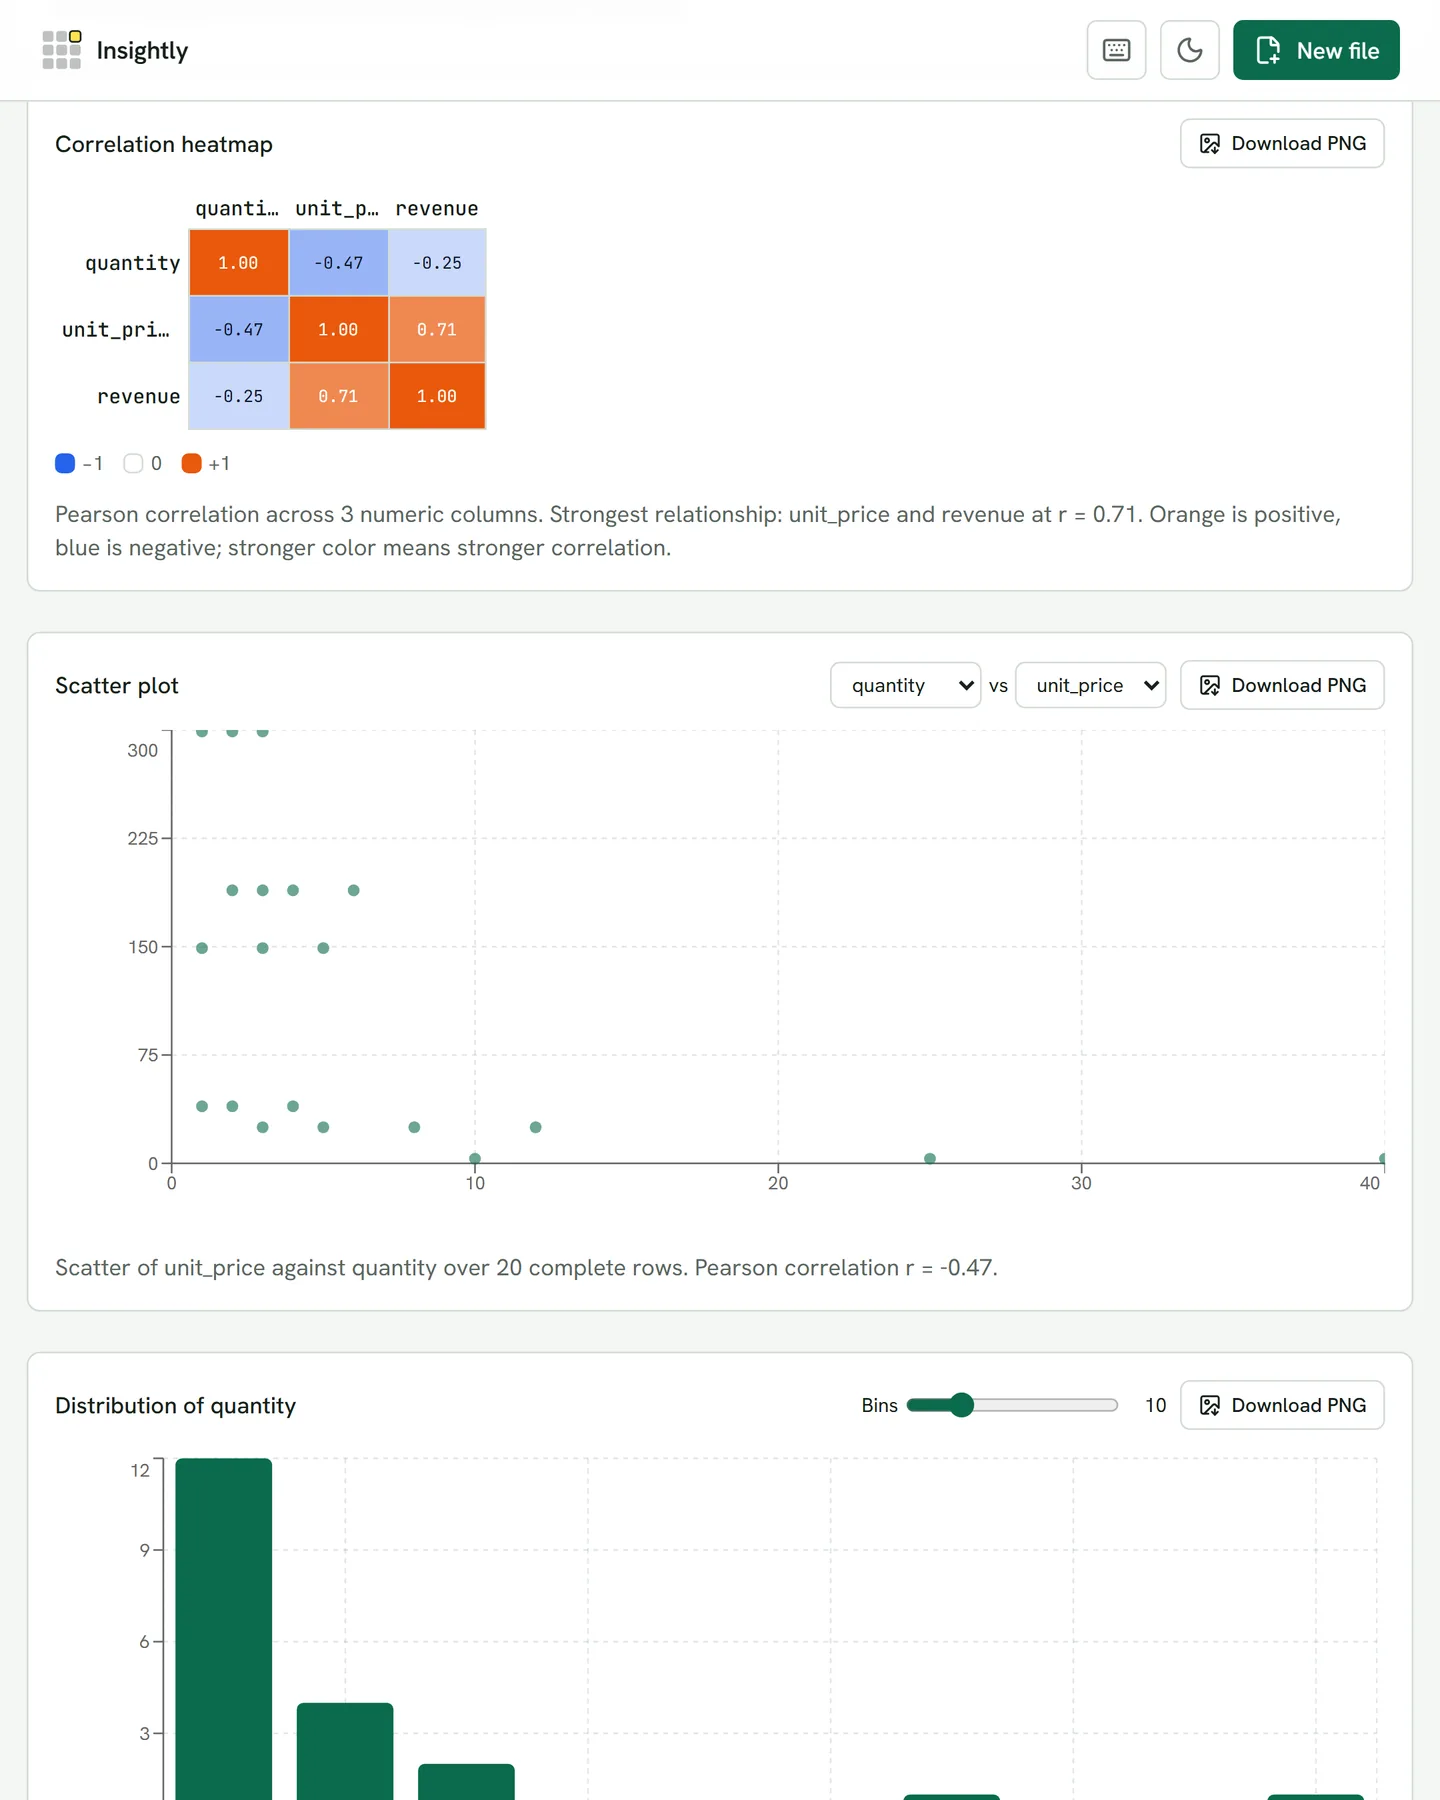 Insightly
New file
Correlation heatmap
Download PNG
quanti… unit_p… revenue
quantity 1.00 -0.47 -0.25
unit_pri… -0.47 1.00 0.71
revenue -0.25 0.71 1.00
−1 0 +1
Pearson correlation across 3 numeric columns. Strongest relationship: unit_price and revenue at r = 0.71. Orange is positive,
blue is negative; stronger color means stronger correlation.
Scatter plot
quantity vs unit_price
Download PNG
300
225
150
75
0
0 10 20 30 40
Scatter of unit_price against quantity over 20 complete rows. Pearson correlation r = -0.47.
Distribution of quantity
Bins 10
Download PNG
12
9
6
3